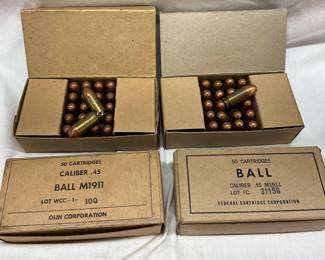 50 CARTRIDGES
CALIBER .45
BALL M1911
LOT WCC-1- 100
OLIN CORPORATION
50 CARTRIDGES
BALL
CALIBER .45 M1911
LOT FC 31156
FEDERAL CARTRIDGE CORPORATION